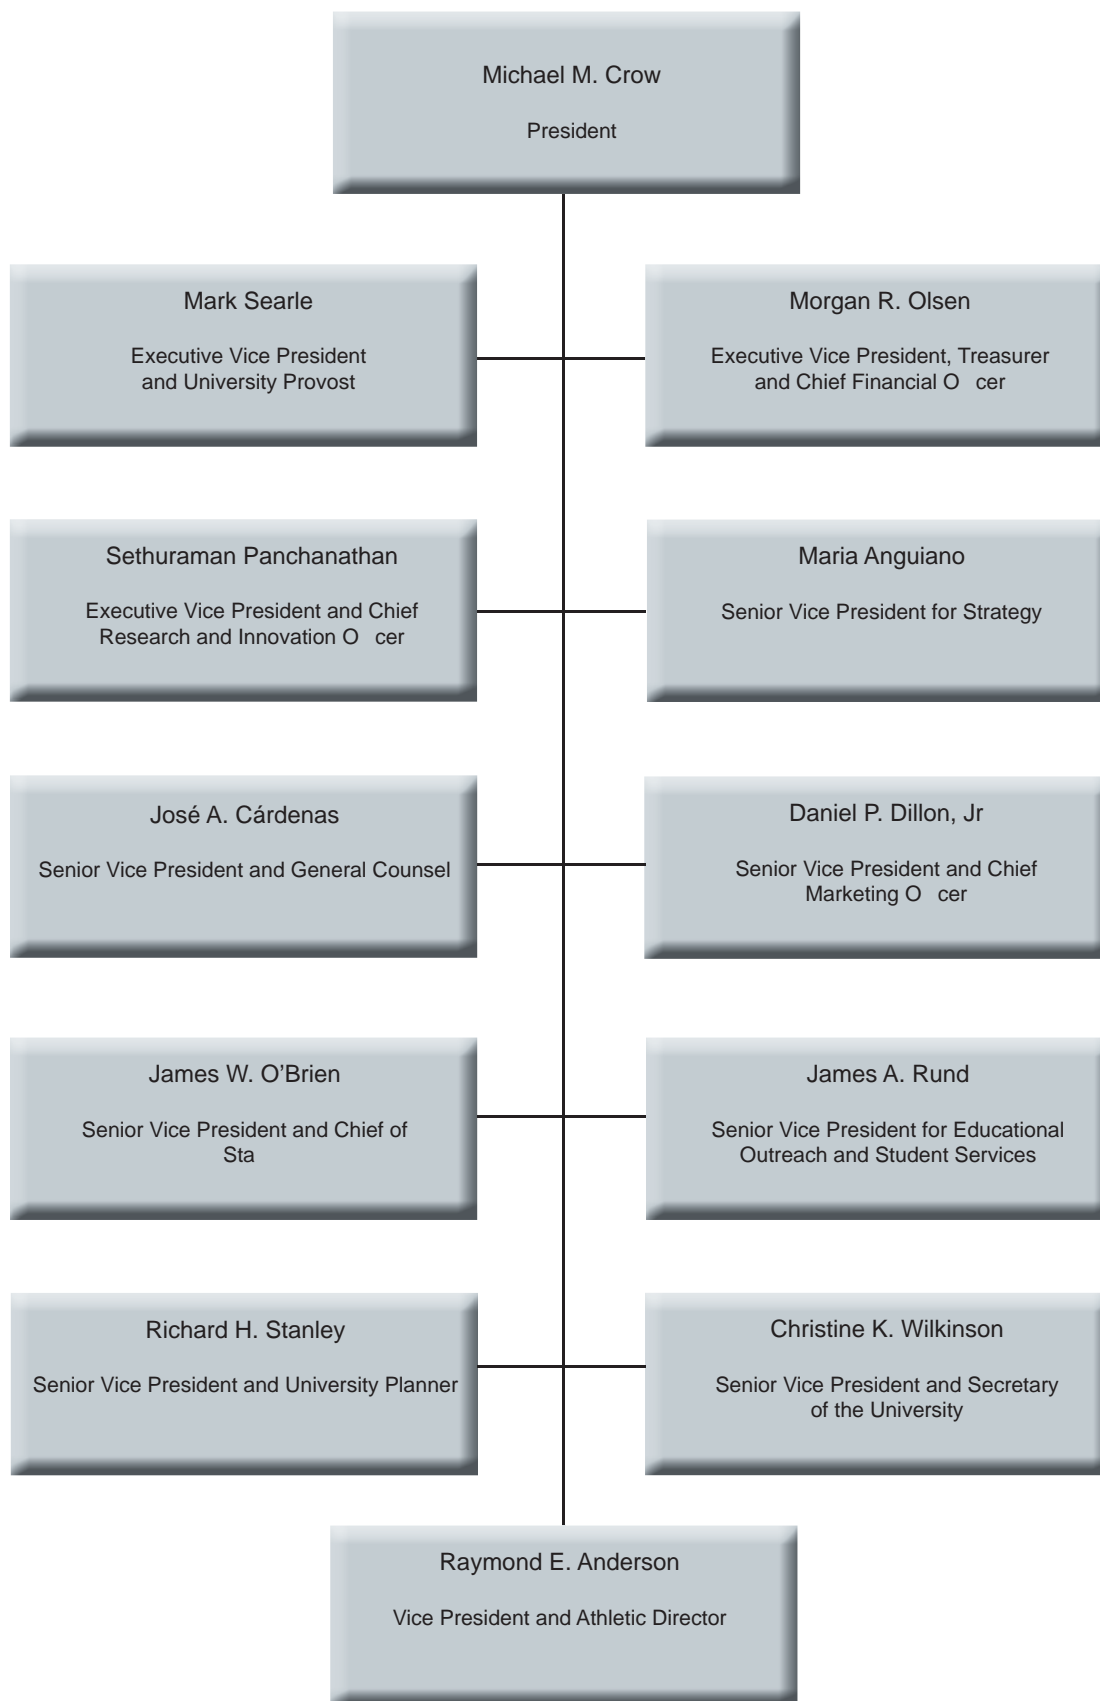 Michael M. Crow
President
Mark Searle
Executive Vice President
and University Provost
Morgan R. Olsen
Executive Vice President, Treasurer
and Chief Financial O cer
Sethuraman Panchanathan
Executive Vice President and Chief
Research and Innovation O cer
Maria Anguiano
Senior Vice President for Strategy
José A. Cárdenas
Senior Vice President and General Counsel
Daniel P. Dillon, Jr
Senior Vice President and Chief
Marketing O cer
James W. O’Brien
Senior Vice President and Chief of
Sta
James A. Rund
Senior Vice President for Educational
Outreach and Student Services
Richard H. Stanley
Senior Vice President and University Planner
Christine K. Wilkinson
Senior Vice President and Secretary
of the University
Raymond E. Anderson
Vice President and Athletic Director